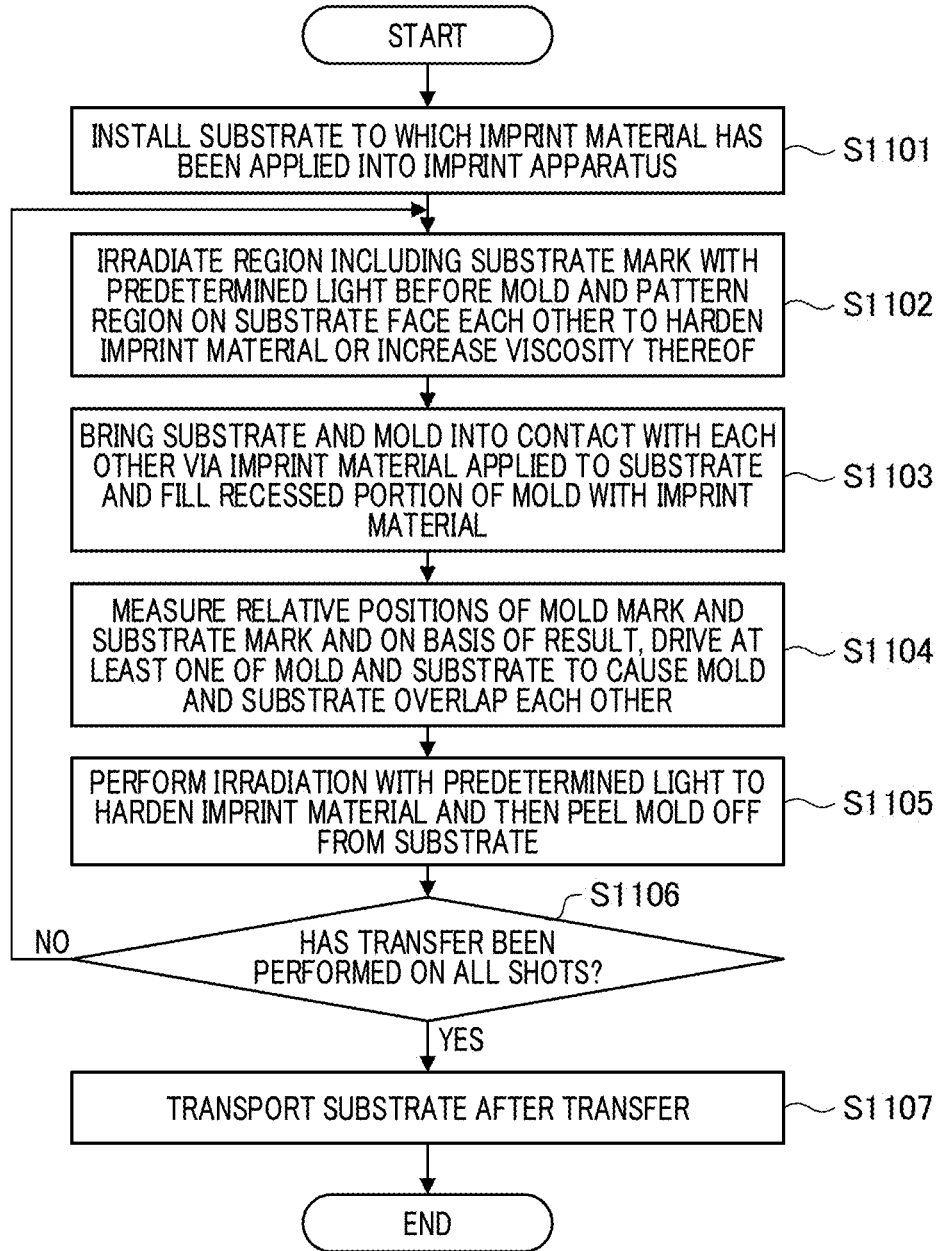 START
INSTALL SUBSTRATE TO WHICH IMPRINT MATERIAL HAS
BEEN APPLIED INTO IMPRINT APPARATUS
S1101
IRRADIATE REGION INCLUDING SUBSTRATE MARK WITH
PREDETERMINED LIGHT BEFORE MOLD AND PATTERN
REGION ON SUBSTRATE FACE EACH OTHER TO HARDEN
IMPRINT MATERIAL OR INCREASE VISCOSITY THEREOF
S1102
BRING SUBSTRATE AND MOLD INTO CONTACT WITH EACH
OTHER VIA IMPRINT MATERIAL APPLIED TO SUBSTRATE
AND FILL RECESSED PORTION OF MOLD WITH IMPRINT
MATERIAL
S1103
MEASURE RELATIVE POSITIONS OF MOLD MARK AND
SUBSTRATE MARK AND ON BASIS OF RESULT, DRIVE AT
LEAST ONE OF MOLD AND SUBSTRATE TO CAUSE MOLD
AND SUBSTRATE OVERLAP EACH OTHER
S1104
PERFORM IRRADIATION WITH PREDETERMINED LIGHT TO
HARDEN IMPRINT MATERIAL AND THEN PEEL MOLD OFF
FROM SUBSTRATE
S1105
S1106
NO
HAS TRANSFER BEEN
PERFORMED ON ALL SHOTS?
YES
TRANSPORT SUBSTRATE AFTER TRANSFER
S1107
END